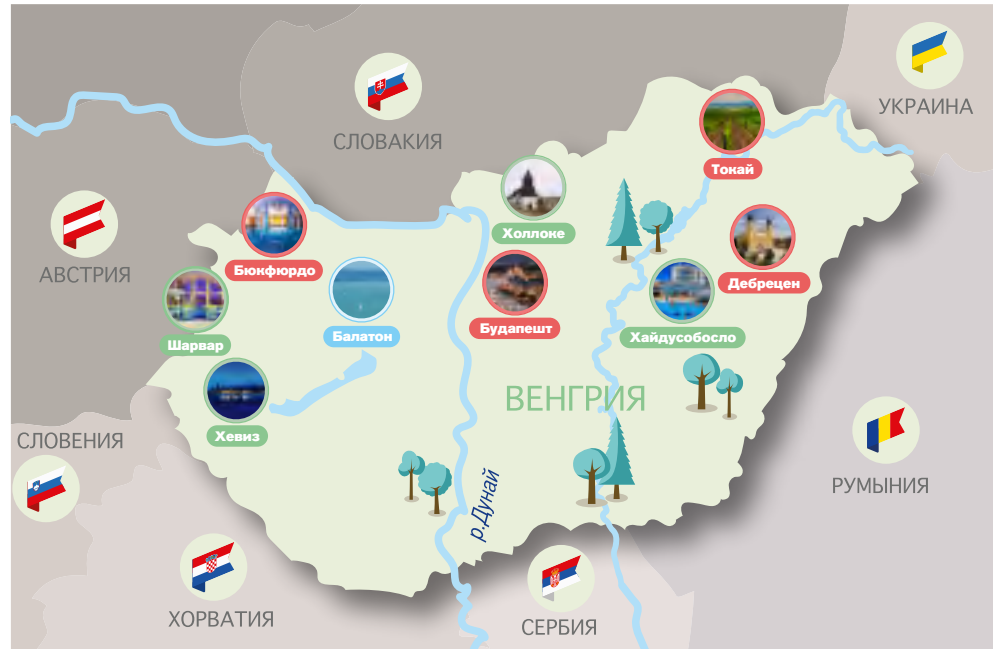 УКРАИНА
СЛОВАКИЯ
Токай
Холлоке
АВСТРИЯ
Бюкфюрдо
Дебрецен
Будапешт
Балатон
Хайдусобосло
Шарвар
ВЕНГРИЯ
Хевиз
СЛОВЕНИЯ
РУМЫНИЯ
р.Дунай
ХОРВАТИЯ
СЕРБИЯ